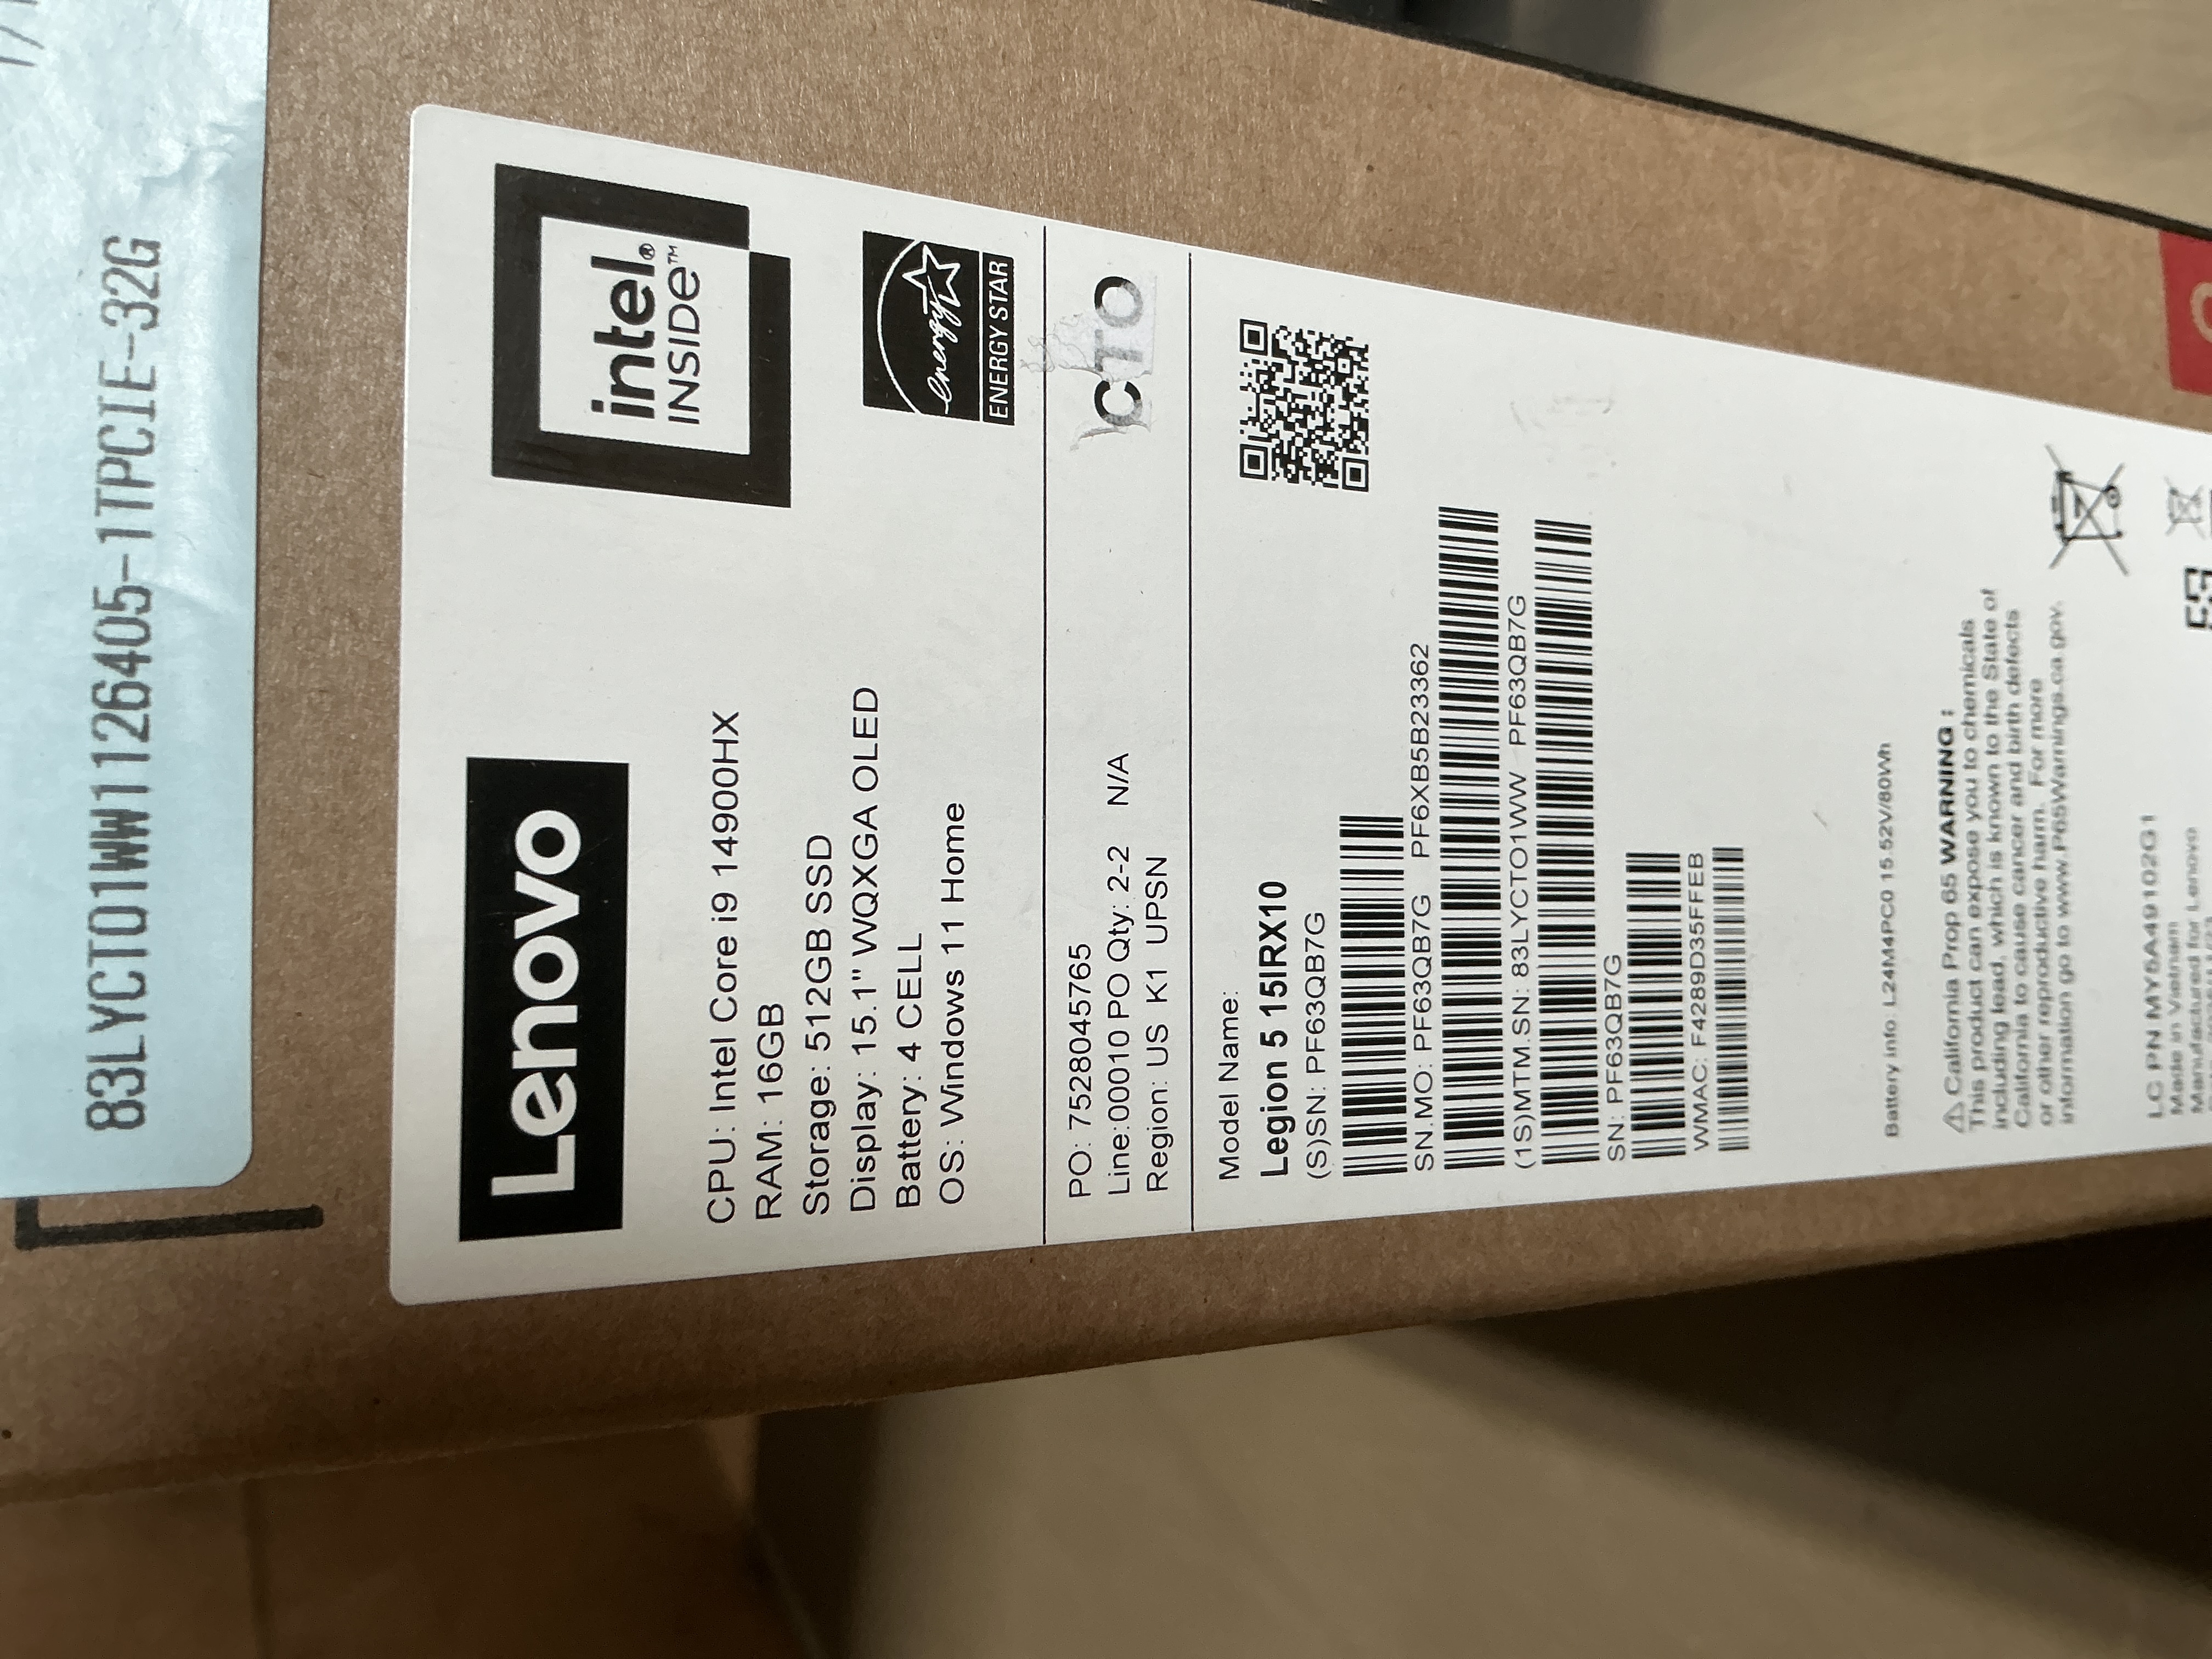 83LYCTO1WW1126405-1TPCIE-32G
Lenovo
intel®
INSIDE™
CPU: Intel Core i9 14900HX
RAM: 16GB
Storage: 512GB SSD
Display: 15.1" WQXGA OLED
Battery: 4 CELL
OS: Windows 11 Home
energy
ENERGY STAR
PO: 7528045765
Line:00010 PO Qty: 2-2 N/A
Region: US K1 UPSN
CTO
Model Name:
Legion 5 15IRX10
(S)SN: PF63QB7G
SN.MO: PF63QB7G PF6XB5B23362
(1S)MTM.SN: 83LYCTO1WW PF63QB7G
SN: PF63QB7G
WMAC: F4289D35FFEB
Battery info: L24M4PC0 15.52V/80Wh
⚠California Prop 65 WARNING :
This product can expose you to chemicals
including lead, which is known to the State of
California to cause cancer and birth defects
or other reproductive harm. For more
information go to www.P65Warnings.ca.gov.
LC PN
Made in Vietnam
Manufactured for Lenovo